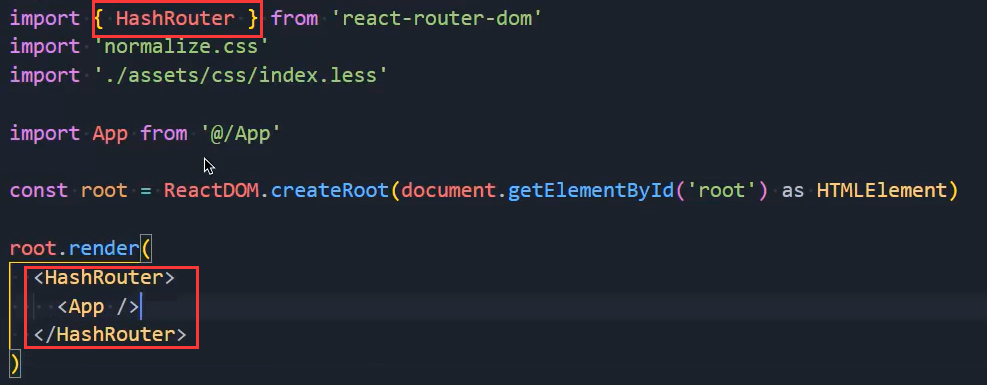 import { HashRouter } from 'react-router-dom'
import 'normalize.css'
import './assets/css/index.less'
import App from '@/App'
const root = ReactDOM.createRoot(document.getElementById('root') as HTMLElement)
root.render(
<HashRouter>
<App />
</HashRouter>
)